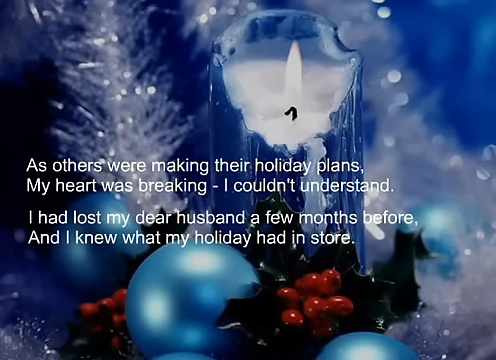 As others were making their holiday plans,
My heart was breaking - I couldn't understand.
I had lost my dear husband a few months before,
And I knew what my holiday had in store.